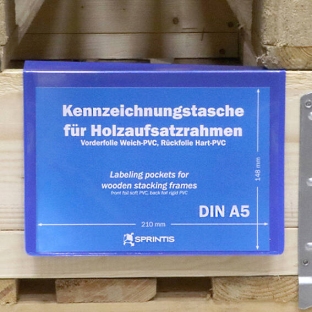 Kennzeichnungstasche
für Holzaufsatzrahmen
Vorderfolie Weich-PVC, Rückfolie Hart-PVC
Labeling pockets for
wooden stacking frames
front foil soft PVC, back foil rigid PVC
148 mm
DIN A5
210 mm
SPRINTIS